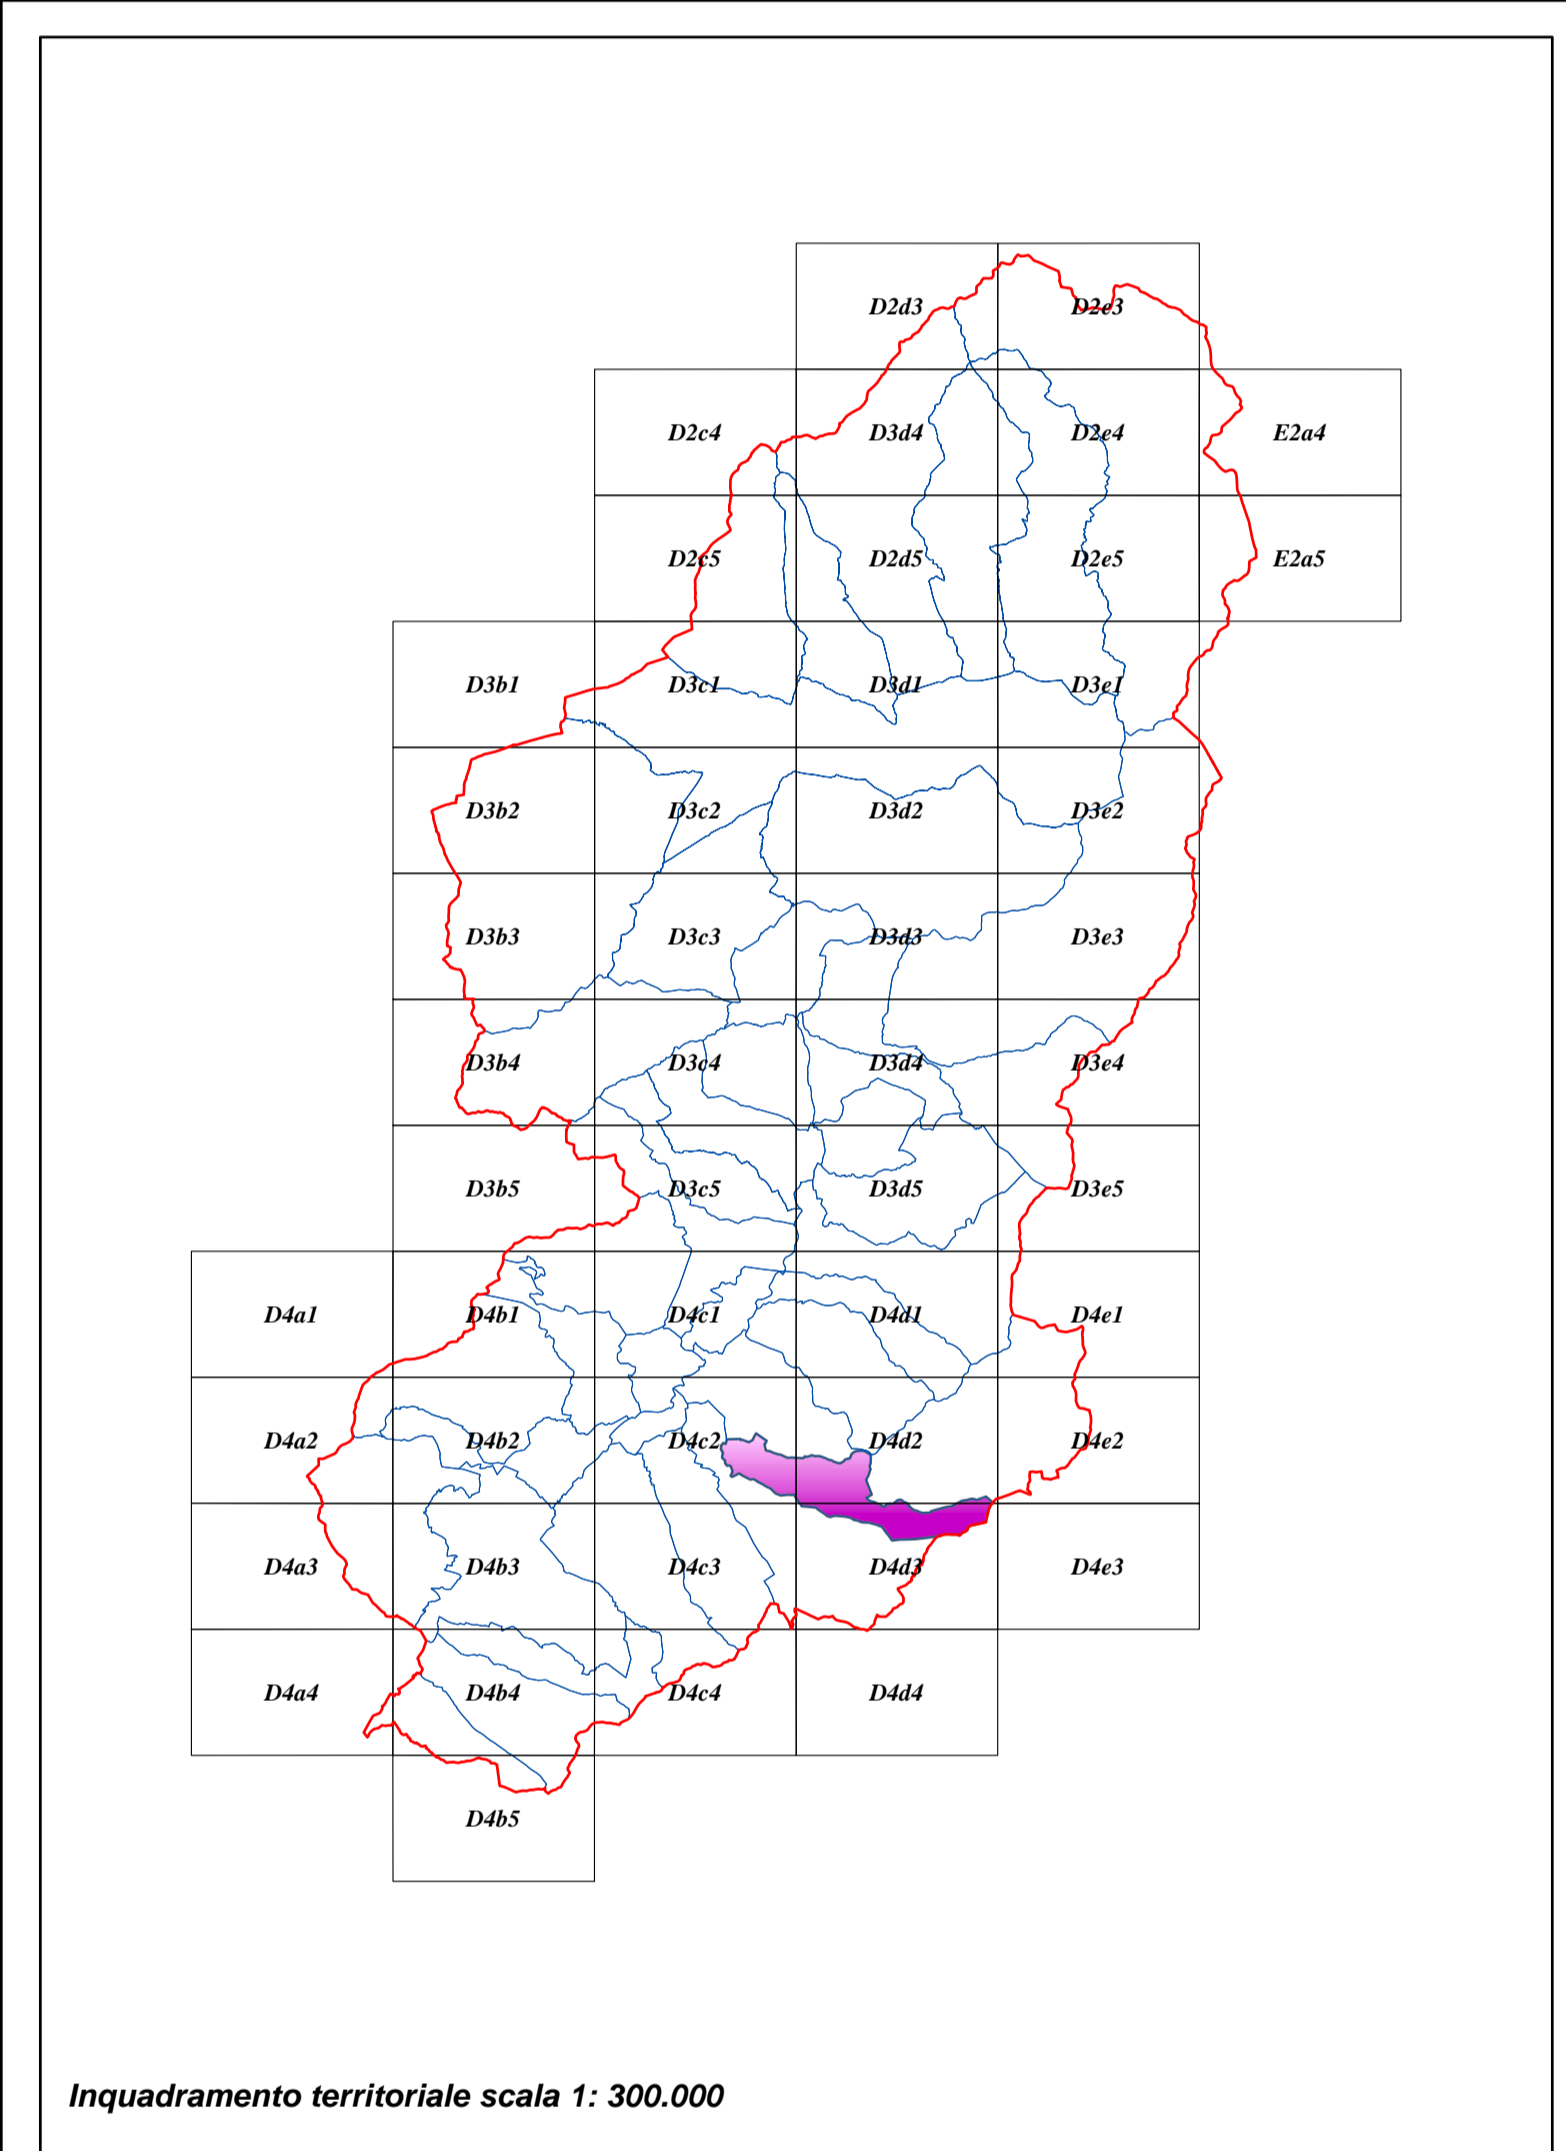 D2d3 D2e3
D2c4 D3d4 D2e4 E2a4
D2c5 D2d5 D2e5 E2a5
D3b1 D3c1 D3d1 D3e1
D3b2 D3c2 D3d2 D3e2
D3b3 D3c3 D3d3 D3e3
D3b4 D3c4 D3d4 D3e4
D3b5 D3c5 D3d5 D3e5
D4a1 D4b1 D4c1 D4d1 D4e1
D4a2 D4b2 D4c2 D4d2 D4e2
D4a3 D4b3 D4c3 D4d3 D4e3
D4a4 D4b4 D4c4 D4d4
D4b5
Inquadramento territoriale scala 1: 300.000